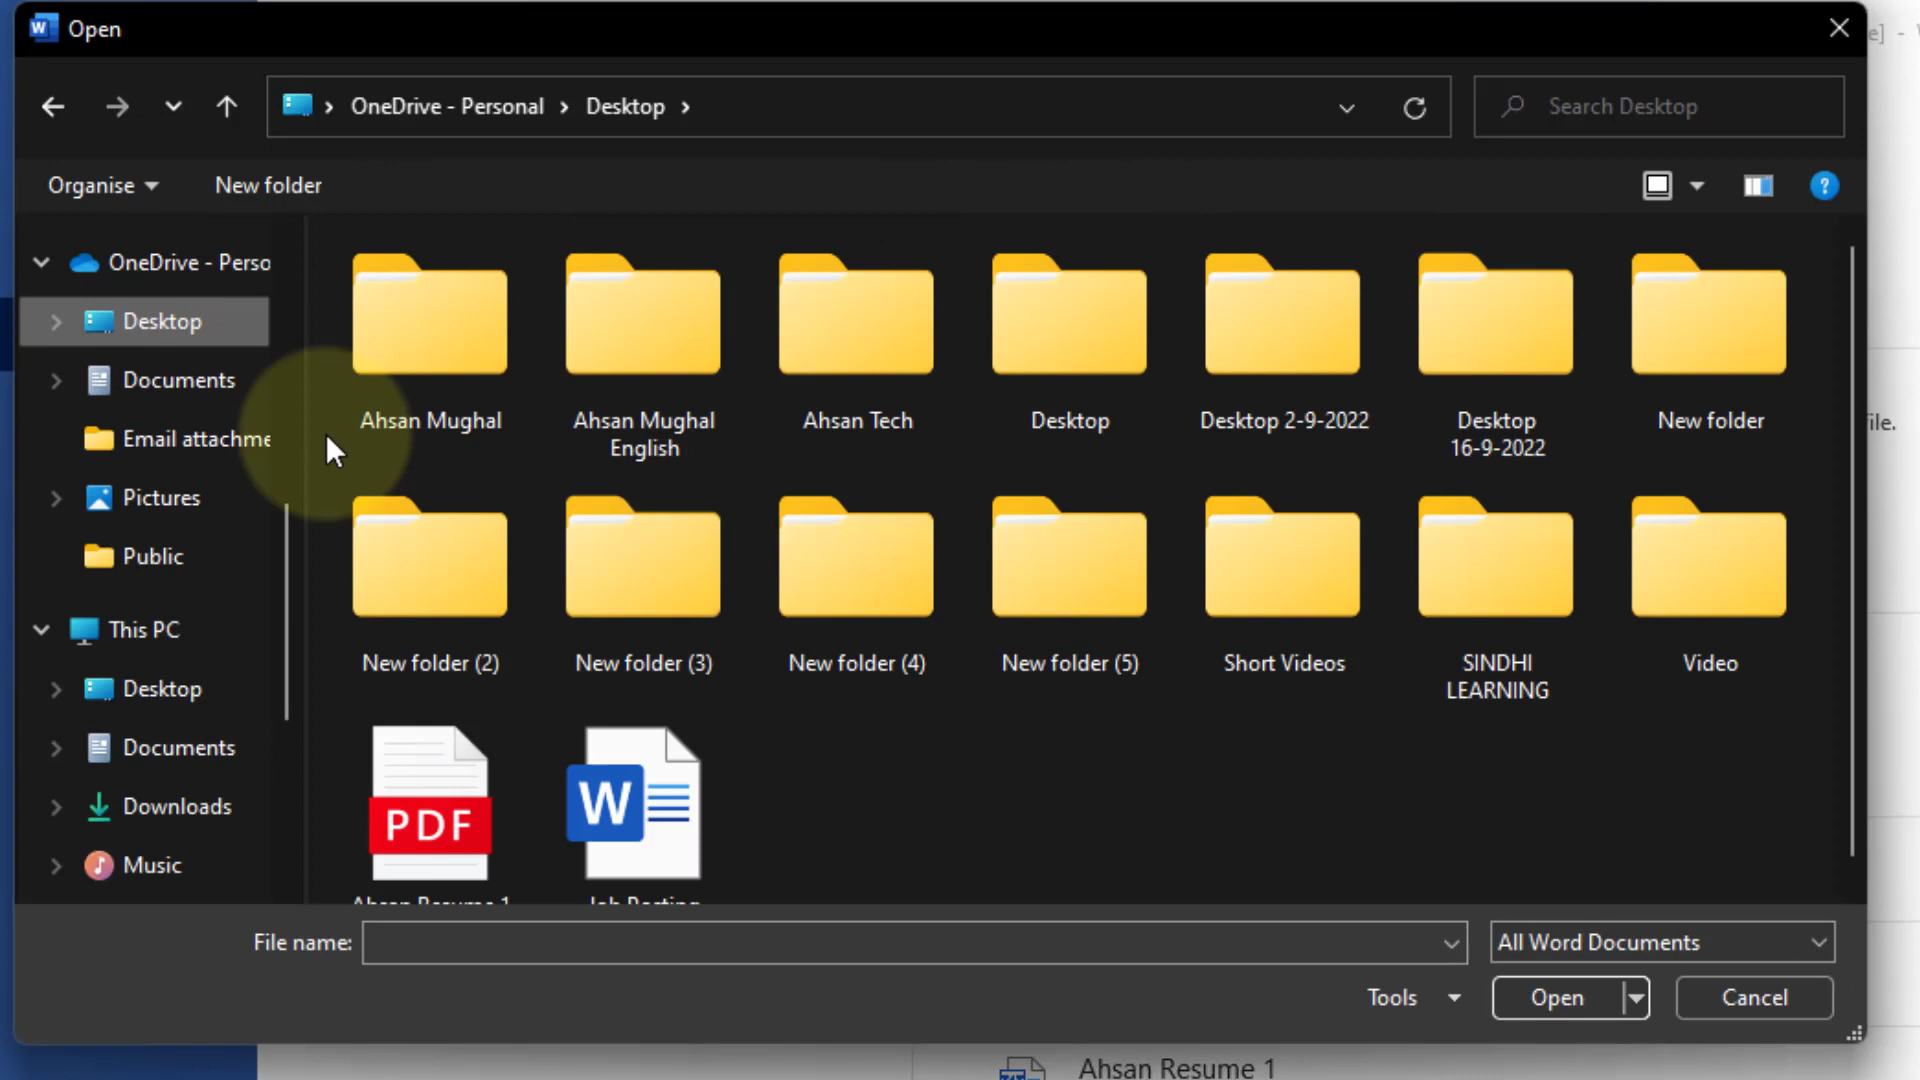 Open
e] -
OneDrive - Personal > Desktop >
Search Desktop
Organise
New folder
?
OneDrive - Perso
Desktop
Documents
Email attachme
Pictures
Public
This PC
Desktop
Documents
Downloads
Music
Ahsan Mughal
Ahsan Mughal
English
Ahsan Tech
Desktop
Desktop 2-9-2022
Desktop
16-9-2022
New folder
ile.
New folder (2)
New folder (3)
New folder (4)
New folder (5)
Short Videos
SINDHI
LEARNING
Video
PDF
W
Ahsan Resume 1
Job Posting
File name:
All Word Documents
Tools
Open
Cancel
Ahsan Resume 1